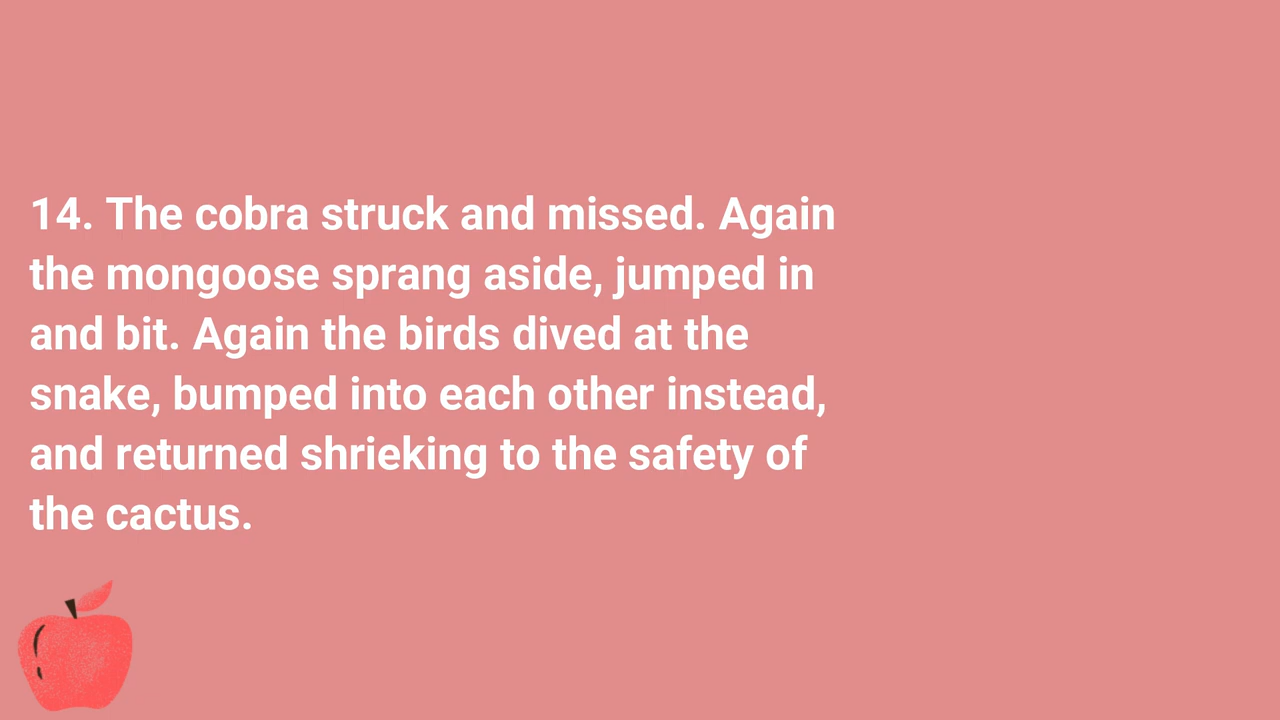 14. The cobra struck and missed. Again
the mongoose sprang aside, jumped in
and bit. Again the birds dived at the
snake, bumped into each other instead,
and returned shrieking to the safety of
the cactus.